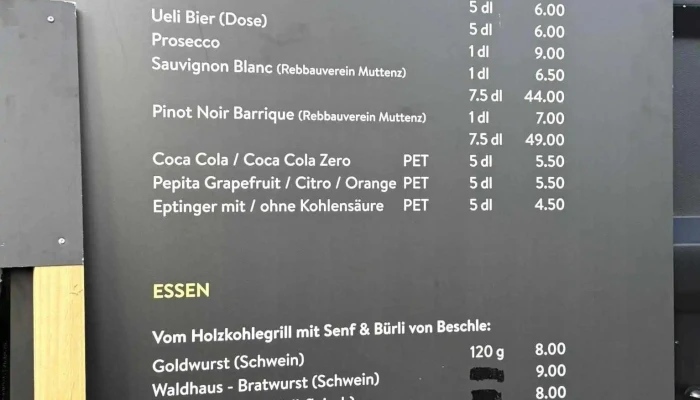 5 dl 6.00
Ueli Bier (Dose) 5 dl 6.00
Prosecco 1 dl 9.00
Sauvignon Blanc (Rebbauverein Muttenz) 1 dl 6.50
7.5 dl 44.00
Pinot Noir Barrique (Rebbauverein Muttenz) 1 dl 7.00
7.5 dl 49.00
Coca Cola / Coca Cola Zero PET 5 dl 5.50
Pepita Grapefruit / Citro / Orange PET 5 dl 5.50
Eptinger mit / ohne Kohlensäure PET 5 dl 4.50
ESSEN
Vom Holzkohlegrill mit Senf & Bürli von Beschle:
Goldwurst (Schwein) 120 g 8.00
Waldhaus - Bratwurst (Schwein) 9.00
8.00